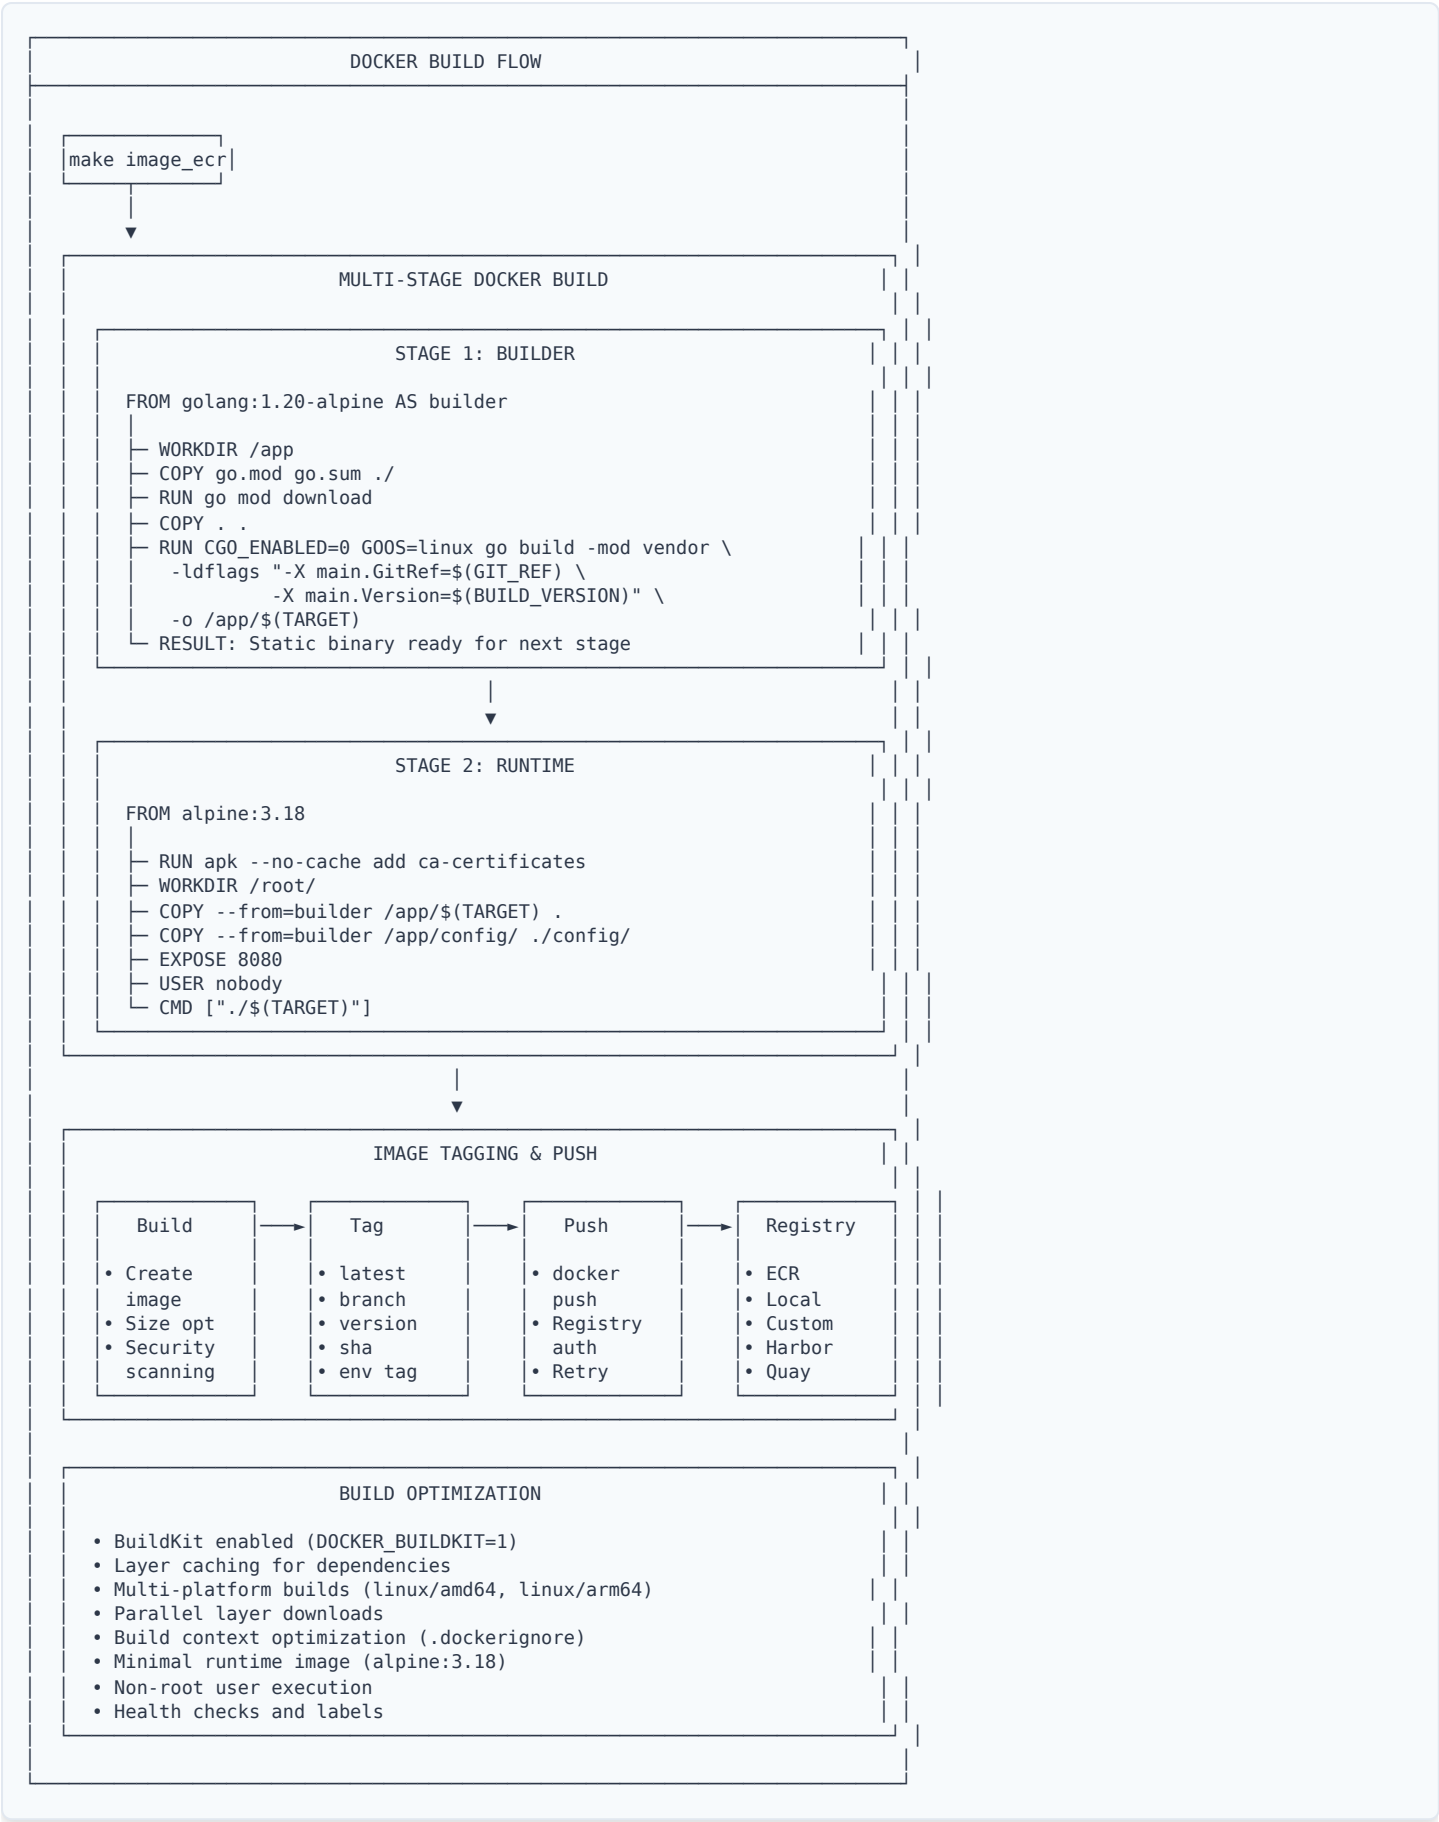 DOCKER BUILD FLOW
make image_ecr
MULTI-STAGE DOCKER BUILD
STAGE 1: BUILDER
FROM golang:1.20-alpine AS builder
WORKDIR /app
COPY go.mod go.sum ./
RUN go mod download
COPY . .
RUN CGO_ENABLED=0 GOOS=linux go build -mod vendor \
-ldflags "-X main.GitRef=$(GIT_REF) \
-X main.Version=$(BUILD_VERSION)" \
-o /app/$(TARGET)
RESULT: Static binary ready for next stage
STAGE 2: RUNTIME
FROM alpine:3.18
RUN apk --no-cache add ca-certificates
WORKDIR /root/
COPY --from=builder /app/$(TARGET) .
COPY --from=builder /app/config/ ./config/
EXPOSE 8080
USER nobody
CMD ["./$(TARGET)"]
IMAGE TAGGING & PUSH
Build Tag Push Registry
• Create • latest • docker • ECR
image • branch push • Local
• Size opt • version • Registry • Custom
• Security • sha auth • Harbor
scanning • env tag • Retry • Quay
BUILD OPTIMIZATION
• BuildKit enabled (DOCKER_BUILDKIT=1)
• Layer caching for dependencies
• Multi-platform builds (linux/amd64, linux/arm64)
• Parallel layer downloads
• Build context optimization (.dockerignore)
• Minimal runtime image (alpine:3.18)
• Non-root user execution
• Health checks and labels